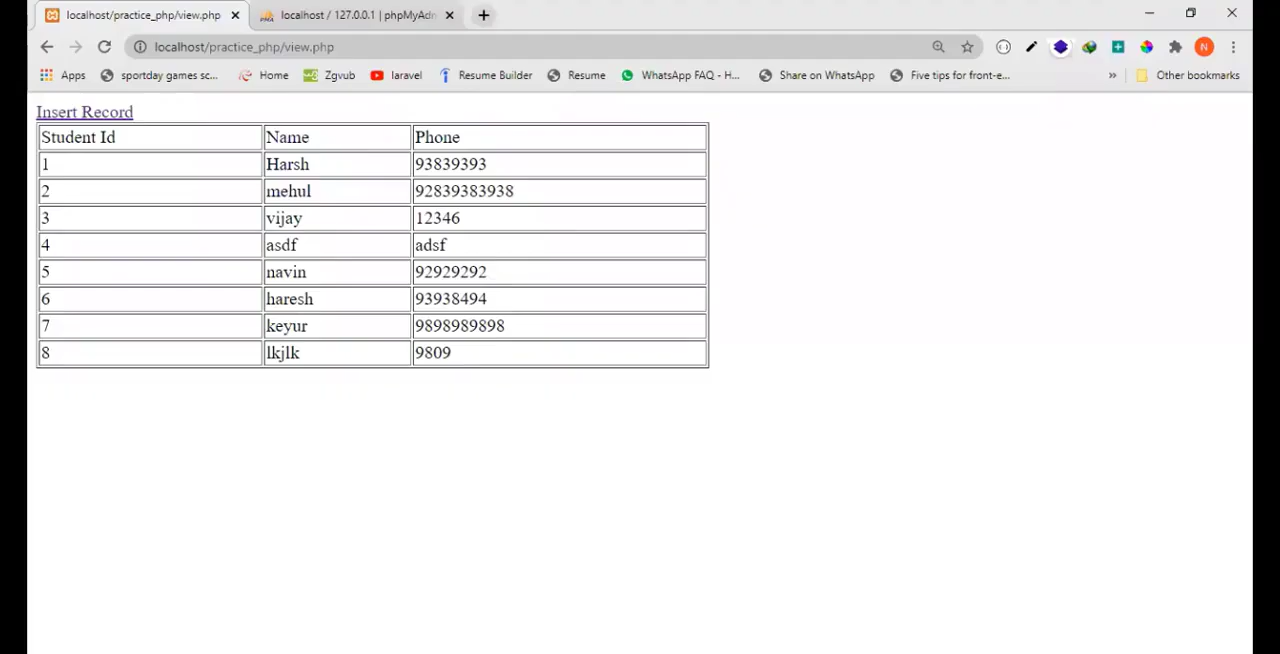 localhost/practice_php/view.php
localhost / 127.0.0.1 | phpMyAdn
localhost/practice_php/view.php
N
Apps sportday games sc... Home Zgvub laravel Resume Builder Resume WhatsApp FAQ - H... Share on WhatsApp Five tips for front-e... » Other bookmarks
Insert Record
Student Id Name Phone
1 Harsh 93839393
2 mehul 92839383938
3 vijay 12346
4 asdf adsf
5 navin 92929292
6 haresh 93938494
7 keyur 9898989898
8 lkjlk 9809